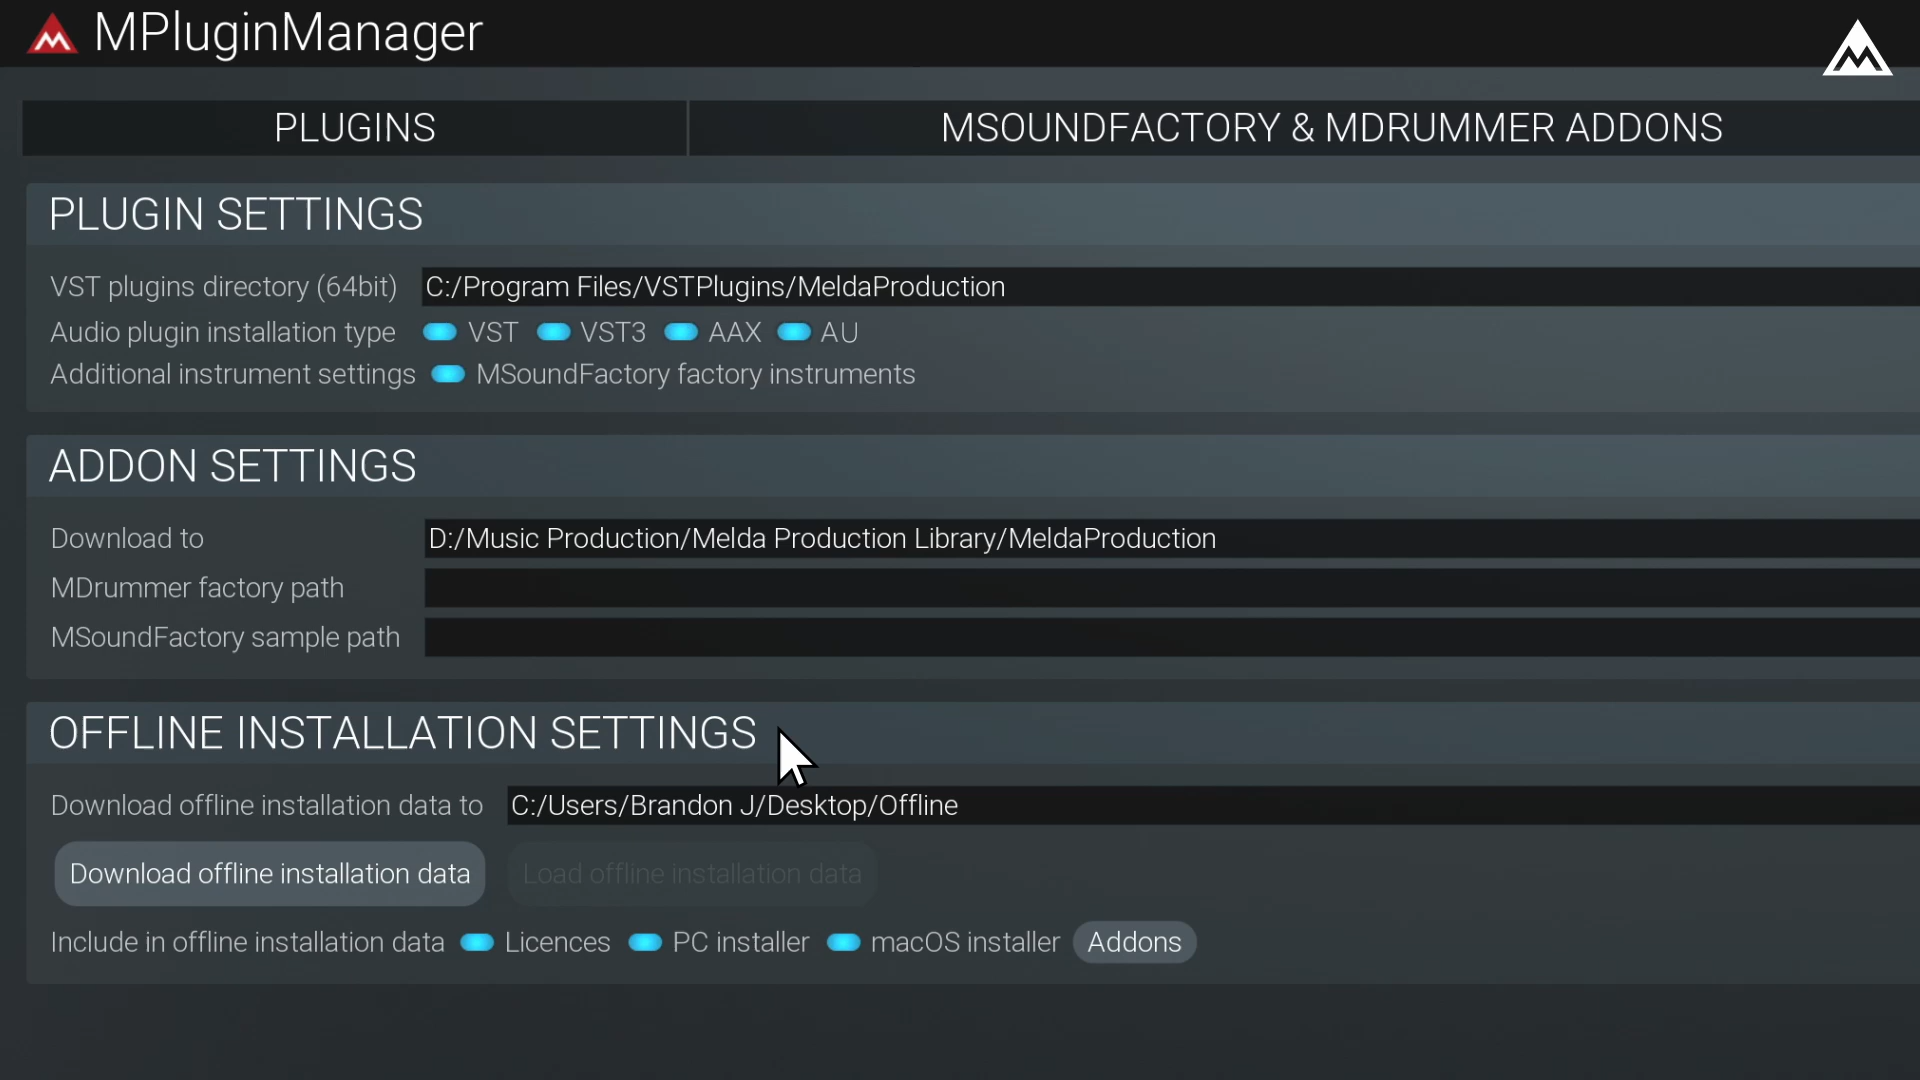 MPluginManager
PLUGINS
MSOUNDFACTORY & MDRUMMER ADDONS
PLUGIN SETTINGS
VST plugins directory (64bit) C:/Program Files/VSTPlugins/MeldaProduction
Audio plugin installation type VST VST3 AAX AU
Additional instrument settings MSoundFactory factory instruments
ADDON SETTINGS
Download to D:/Music Production/Melda Production Library/MeldaProduction
MDrummer factory path
MSoundFactory sample path
OFFLINE INSTALLATION SETTINGS
Download offline installation data to C:/Users/Brandon J/Desktop/Offline
Download offline installation data Load offline installation data
Include in offline installation data Licences PC installer macOS installer Addons